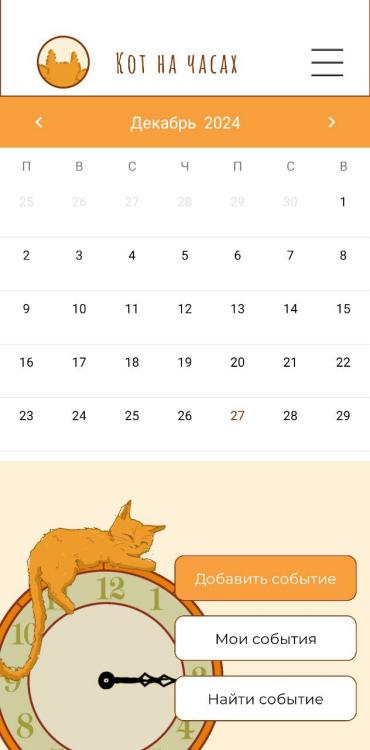 Кот на часах
Декабрь 2024
П В С Ч П С В
25 26 27 28 29 30 1
2 3 4 5 6 7 8
9 10 11 12 13 14 15
16 17 18 19 20 21 22
23 24 25 26 27 28 29
12
1
10
9
8
4
Добавить событие
Мои события
Найти событие